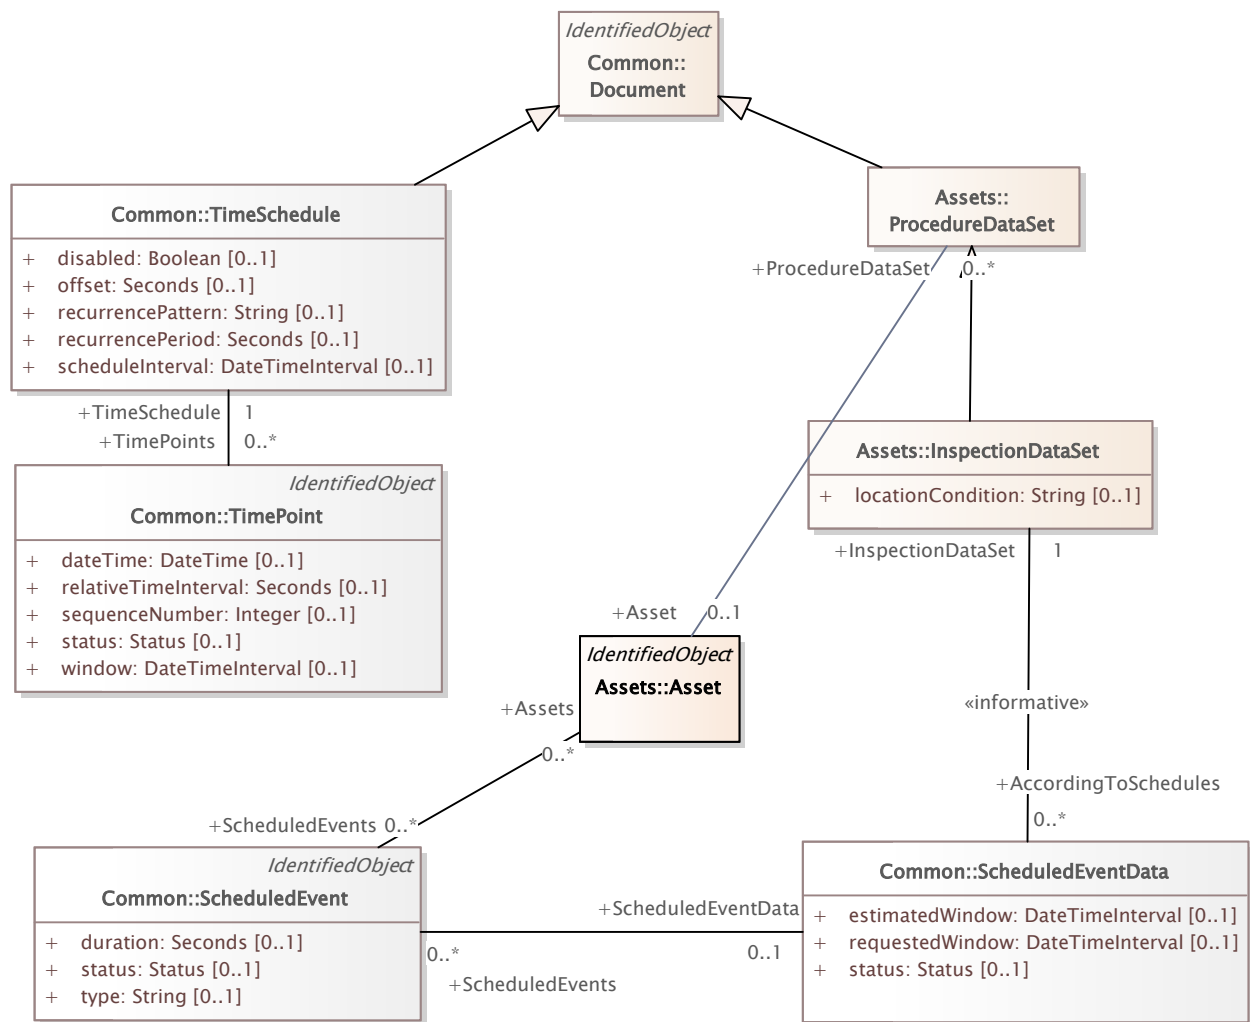 IdentifiedObject
Common::
Document
Common::TimeSchedule
+ disabled: Boolean [0..1]
+ offset: Seconds [0..1]
+ recurrencePattern: String [0..1]
+ recurrencePeriod: Seconds [0..1]
+ scheduleInterval: DateTimeInterval [0..1]
Assets::
ProcedureDataSet
+ProcedureDataSet 0..*
+TimeSchedule 1
+TimePoints 0..*
IdentifiedObject
Common::TimePoint
+ dateTime: DateTime [0..1]
+ relativeTimeInterval: Seconds [0..1]
+ sequenceNumber: Integer [0..1]
+ status: Status [0..1]
+ window: DateTimeInterval [0..1]
Assets::InspectionDataSet
+ locationCondition: String [0..1]
+InspectionDataSet 1
+Asset 0..1
IdentifiedObject
Assets::Asset
+Assets
0..*
«informative»
+AccordingToSchedules
0..*
+ScheduledEvents 0..*
IdentifiedObject
Common::ScheduledEvent
+ duration: Seconds [0..1]
+ status: Status [0..1]
+ type: String [0..1]
+ScheduledEventData
0..* 0..1
+ScheduledEvents
Common::ScheduledEventData
+ estimatedWindow: DateTimeInterval [0..1]
+ requestedWindow: DateTimeInterval [0..1]
+ status: Status [0..1]